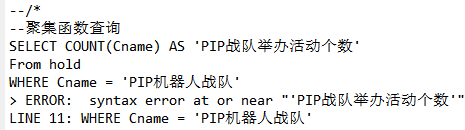 --/*
--聚集函数查询
SELECT COUNT(Cname) AS 'PIP战队举办活动个数'
From hold
WHERE Cname = 'PIP机器人战队'
> ERROR:  syntax error at or near "'PIP战队举办活动个数'"
LINE 11: WHERE Cname = 'PIP机器人战队'